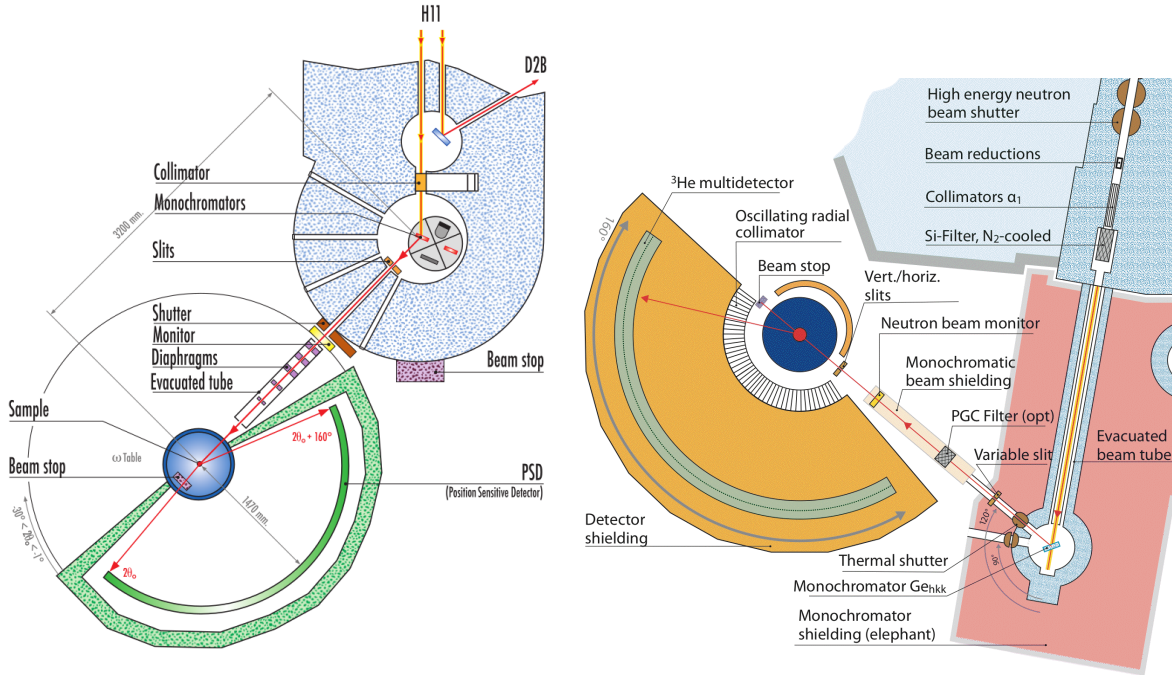 H11
D2B
Collimator
Monochromators
3200 mm.
Slits
Shutter
Monitor
Diaphragms
Evacuated tube
Beam stop
Sample
Beam stop
ω Table
2θ₀ + 160°
PSD
(Position Sensitive Detector)
1470 mm.
-30° < 2θ₀ < -1°
2θ₀
High energy neutron
beam shutter
Beam reductions
Collimators α₁
Si-Filter, N₂-cooled
³He multidetector
160°
Oscillating radial
collimator
Beam stop
Vert./horiz.
slits
Neutron beam monitor
Monochromatic
beam shielding
PGC Filter (opt)
Variable slit
Evacuated
beam tube
120°
90°
Detector
shielding
Thermal shutter
Monochromator Gehkk
Monochromator
shielding (elephant)